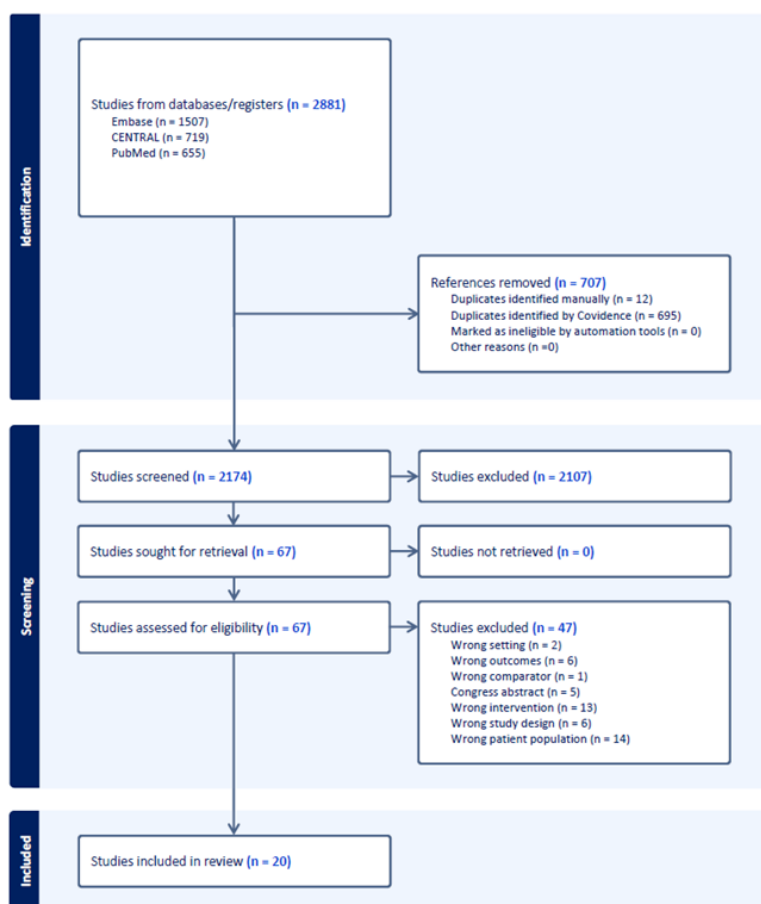 Identification
Studies from databases/registers (n = 2881)
Embase (n = 1507)
CENTRAL (n = 719)
PubMed (n = 655)
References removed (n = 707)
Duplicates identified manually (n = 12)
Duplicates identified by Covidence (n = 695)
Marked as ineligible by automation tools (n = 0)
Other reasons (n =0)
Screening
Studies screened (n = 2174)
Studies excluded (n = 2107)
Studies sought for retrieval (n = 67)
Studies not retrieved (n = 0)
Studies assessed for eligibility (n = 67)
Studies excluded (n = 47)
Wrong setting (n = 2)
Wrong outcomes (n = 6)
Wrong comparator (n = 1)
Congress abstract (n = 5)
Wrong intervention (n = 13)
Wrong study design (n = 6)
Wrong patient population (n = 14)
Included
Studies included in review (n = 20)